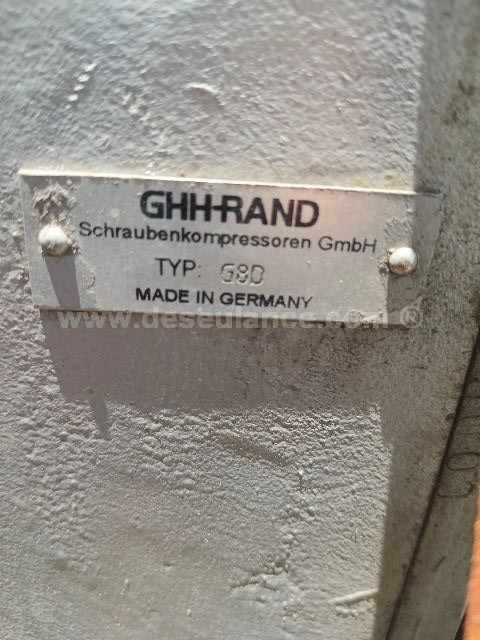 GHH-RAND
Schraubenkompressoren GmbH
TYP: G8D
MADE IN GERMANY